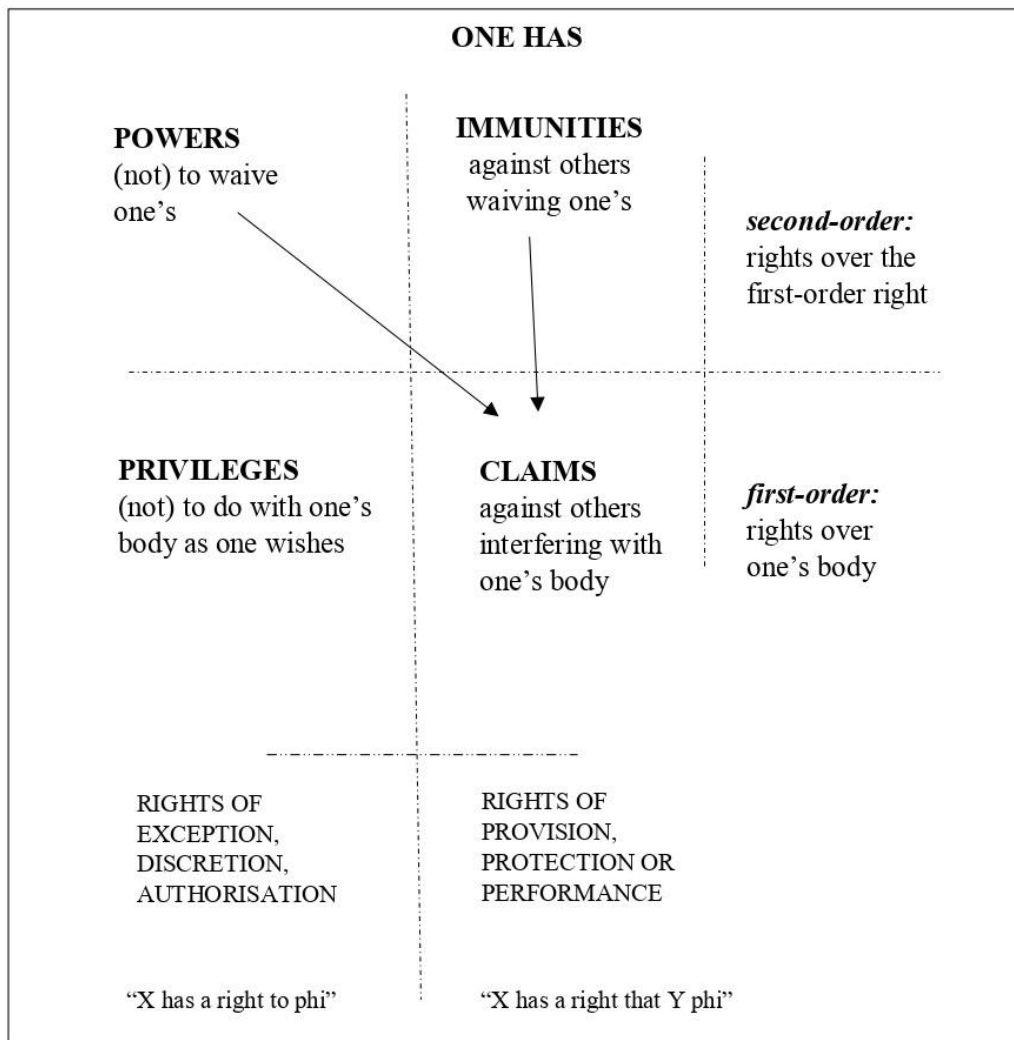 ONE HAS
POWERS
(not) to waive
one’s
IMMUNITIES
against others
waiving one’s
second-order:
rights over the
first-order right
PRIVILEGES
(not) to do with one’s
body as one wishes
CLAIMS
against others
interfering with
one’s body
first-order:
rights over
one’s body
RIGHTS OF
EXCEPTION,
DISCRETION,
AUTHORISATION
RIGHTS OF
PROVISION,
PROTECTION OR
PERFORMANCE
“X has a right to phi”
“X has a right that Y phi”